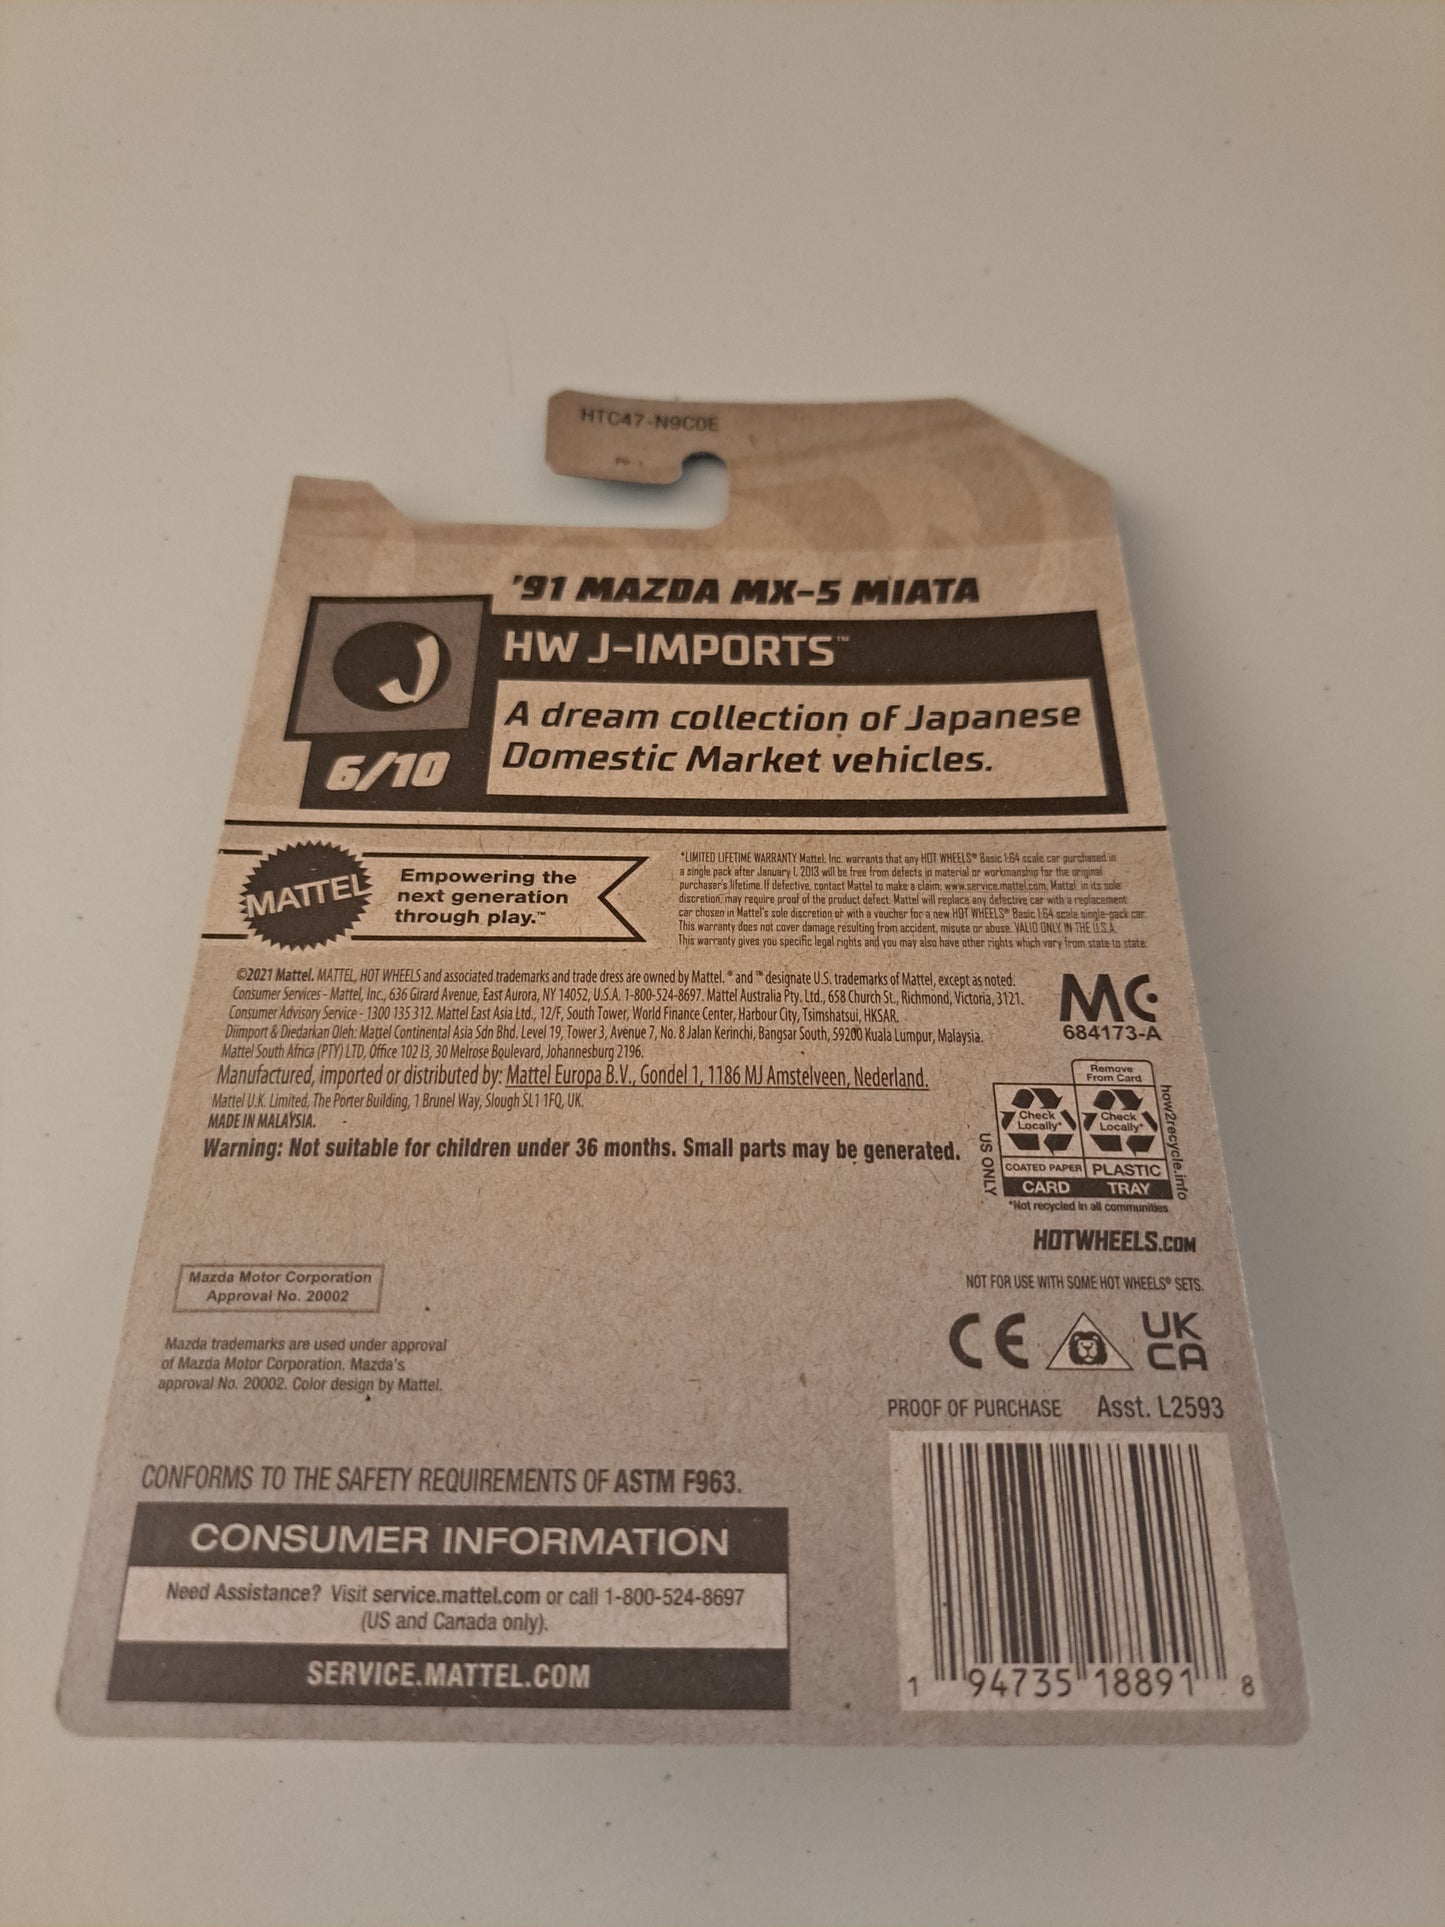 HTC47-N9C0E
'91 MAZDA MX-5 MIATA
J
HW J-IMPORTS™
A dream collection of Japanese
Domestic Market vehicles.
6/10
MATTEL
Empowering the
next generation
through play.™
*LIMITED LIFETIME WARRANTY Mattel, Inc. warrants that any HOT WHEELS® Basic 1:64 scale car purchased in
a single pack after January 1, 2013 will be free from defects in material or workmanship for the original
purchaser's lifetime. If defective, contact Mattel to make a claim; www.service.mattel.com. Mattel, in its sole
discretion, may require proof of the product defect. Mattel will replace any defective car with a replacement
car chosen in Mattel's sole discretion or with a voucher for a new HOT WHEELS® Basic 1:64 scale single-pack car.
This warranty does not cover damage resulting from accident, misuse or abuse. VALID ONLY IN THE U.S.A.
This warranty gives you specific legal rights and you may also have other rights which vary from state to state.
©2021 Mattel. MATTEL, HOT WHEELS and associated trademarks and trade dress are owned by Mattel. ® and ™ designate U.S. trademarks of Mattel, except as noted.
Consumer Services - Mattel, Inc., 636 Girard Avenue, East Aurora, NY 14052, U.S.A. 1-800-524-8697. Mattel Australia Pty. Ltd., 658 Church St., Richmond, Victoria, 3121.
Consumer Advisory Service - 1300 135 312. Mattel East Asia Ltd., 12/F, South Tower, World Finance Center, Harbour City, Tsimshatsui, HKSAR.
Diimport & Diedarkan Oleh: Mattel Continental Asia Sdn Bhd. Level 19, Tower 3, Avenue 7, No. 8 Jalan Kerinchi, Bangsar South, 59200 Kuala Lumpur, Malaysia.
Mattel South Africa (PTY) LTD, Office 102 I3, 30 Melrose Boulevard, Johannesburg 2196.
Manufactured, imported or distributed by: Mattel Europa B.V., Gondel 1, 1186 MJ Amstelveen, Nederland.
Mattel U.K. Limited, The Porter Building, 1 Brunel Way, Slough SL1 1FQ, UK.
MADE IN MALAYSIA.
Warning: Not suitable for children under 36 months. Small parts may be generated.
MC
684173-A
Remove
From Card
Check
Locally*
Check
Locally*
COATED PAPER
PLASTIC
CARD
TRAY
US ONLY
how2recycle.info
*Not recycled in all communities
HOTWHEELS.COM
NOT FOR USE WITH SOME HOT WHEELS® SETS.
Mazda Motor Corporation
Approval No. 20002
Mazda trademarks are used under approval
of Mazda Motor Corporation. Mazda's
approval No. 20002. Color design by Mattel.
CE
UK
CA
PROOF OF PURCHASE Asst. L2593
CONFORMS TO THE SAFETY REQUIREMENTS OF ASTM F963.
CONSUMER INFORMATION
Need Assistance? Visit service.mattel.com or call 1-800-524-8697
(US and Canada only).
SERVICE.MATTEL.COM
1 94735 18891 8